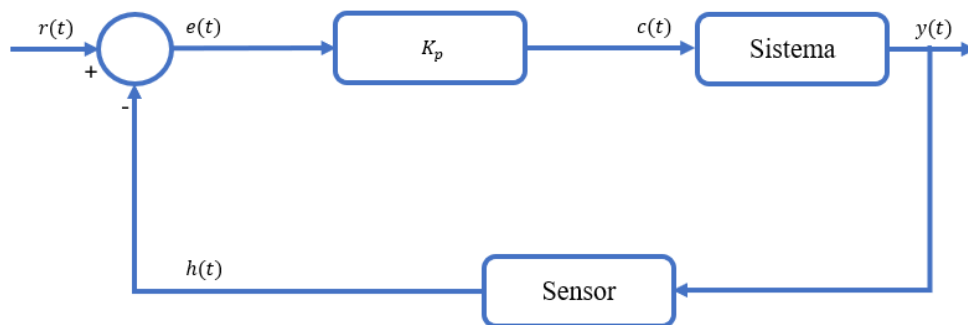 r(t)
e(t)
K_p
c(t)
Sistema
y(t)
+
-
h(t)
Sensor